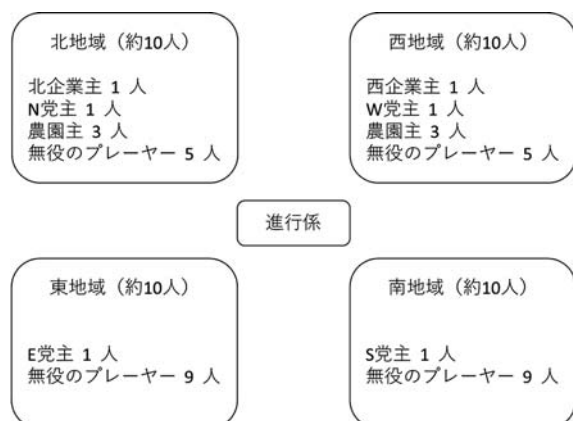 北地域（約10人）
北企業主 1 人
N党主 1 人
農園主 3 人
無役のプレーヤー 5 人
西地域（約10人）
西企業主 1 人
W党主 1 人
農園主 3 人
無役のプレーヤー 5 人
進行係
東地域（約10人）
E党主 1 人
無役のプレーヤー 9 人
南地域（約10人）
S党主 1 人
無役のプレーヤー 9 人